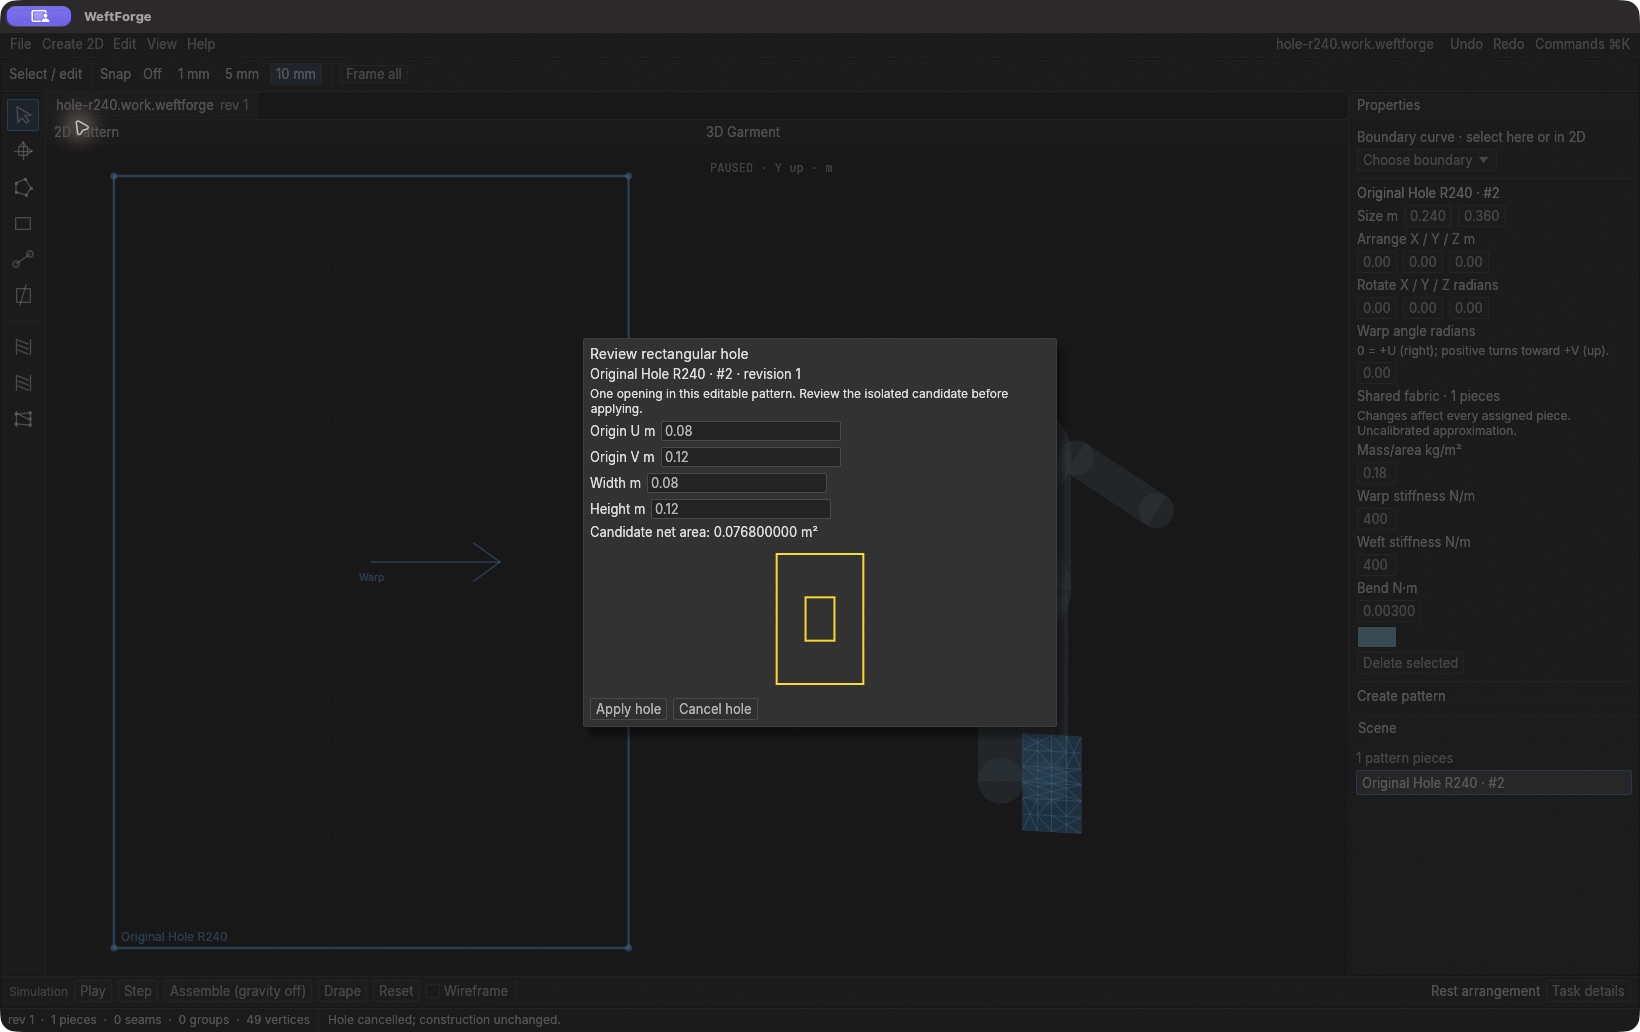 WeftForge
File Create 2D Edit View Help
hole-r240.work.weftforge Undo Redo Commands ⌘K
Select / edit Snap Off 1 mm 5 mm 10 mm Frame all
hole-r240.work.weftforge rev 1
2D Pattern
3D Garment
PAUSED · Y up · m
Warp
Original Hole R240
Review rectangular hole
Original Hole R240 · #2 · revision 1
One opening in this editable pattern. Review the isolated candidate before
applying.
Origin U m 0.08
Origin V m 0.12
Width m 0.08
Height m 0.12
Candidate net area: 0.076800000 m²
Apply hole Cancel hole
Properties
Boundary curve · select here or in 2D
Choose boundary
Original Hole R240 · #2
Size m 0.240 0.360
Arrange X / Y / Z m
0.00 0.00 0.00
Rotate X / Y / Z radians
0.00 0.00 0.00
Warp angle radians
0 = +U (right); positive turns toward +V (up).
0.00
Shared fabric · 1 pieces
Changes affect every assigned piece.
Uncalibrated approximation.
Mass/area kg/m²
0.18
Warp stiffness N/m
400
Weft stiffness N/m
400
Bend N·m
0.00300
Delete selected
Create pattern
Scene
1 pattern pieces
Original Hole R240 · #2
Simulation Play Step Assemble (gravity off) Drape Reset Wireframe
Rest arrangement Task details
rev 1 · 1 pieces · 0 seams · 0 groups · 49 vertices Hole cancelled; construction unchanged.